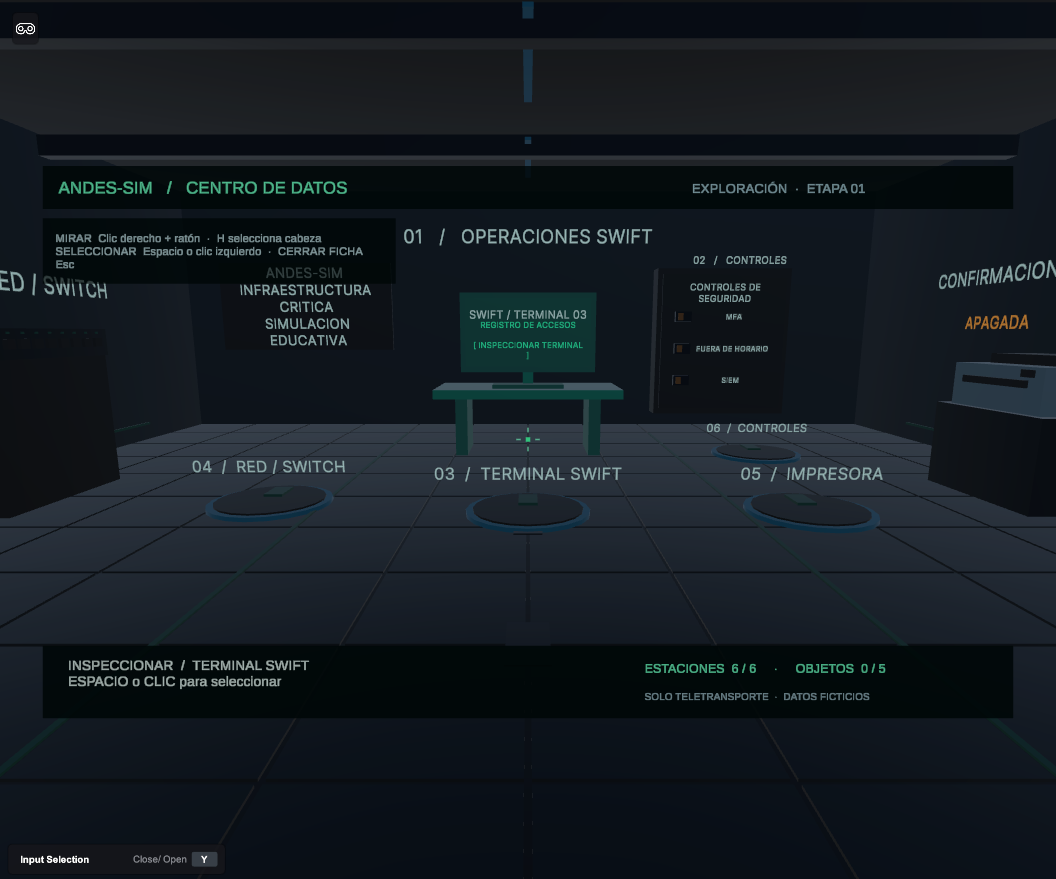 ANDES-SIM / CENTRO DE DATOS
EXPLORACIÓN · ETAPA 01
MIRAR Clic derecho + ratón · H selecciona cabeza
SELECCIONAR Espacio o clic izquierdo · CERRAR FICHA
Esc
01 / OPERACIONES SWIFT
02 / CONTROLES
ED / SWITCH
ANDES-SIM
INFRAESTRUCTURA
CRITICA
SIMULACION
EDUCATIVA
SWIFT / TERMINAL 03
REGISTRO DE ACCESOS
[ INSPECCIONAR TERMINAL
]
CONTROLES DE
SEGURIDAD
MFA
FUERA DE HORARIO
SIEM
CONFIRMACION
APAGADA
06 / CONTROLES
04 / RED / SWITCH
03 / TERMINAL SWIFT
05 / IMPRESORA
INSPECCIONAR / TERMINAL SWIFT
ESPACIO o CLIC para seleccionar
ESTACIONES 6 / 6 · OBJETOS 0 / 5
SOLO TELETRANSPORTE · DATOS FICTICIOS
Input Selection Close/ Open Y